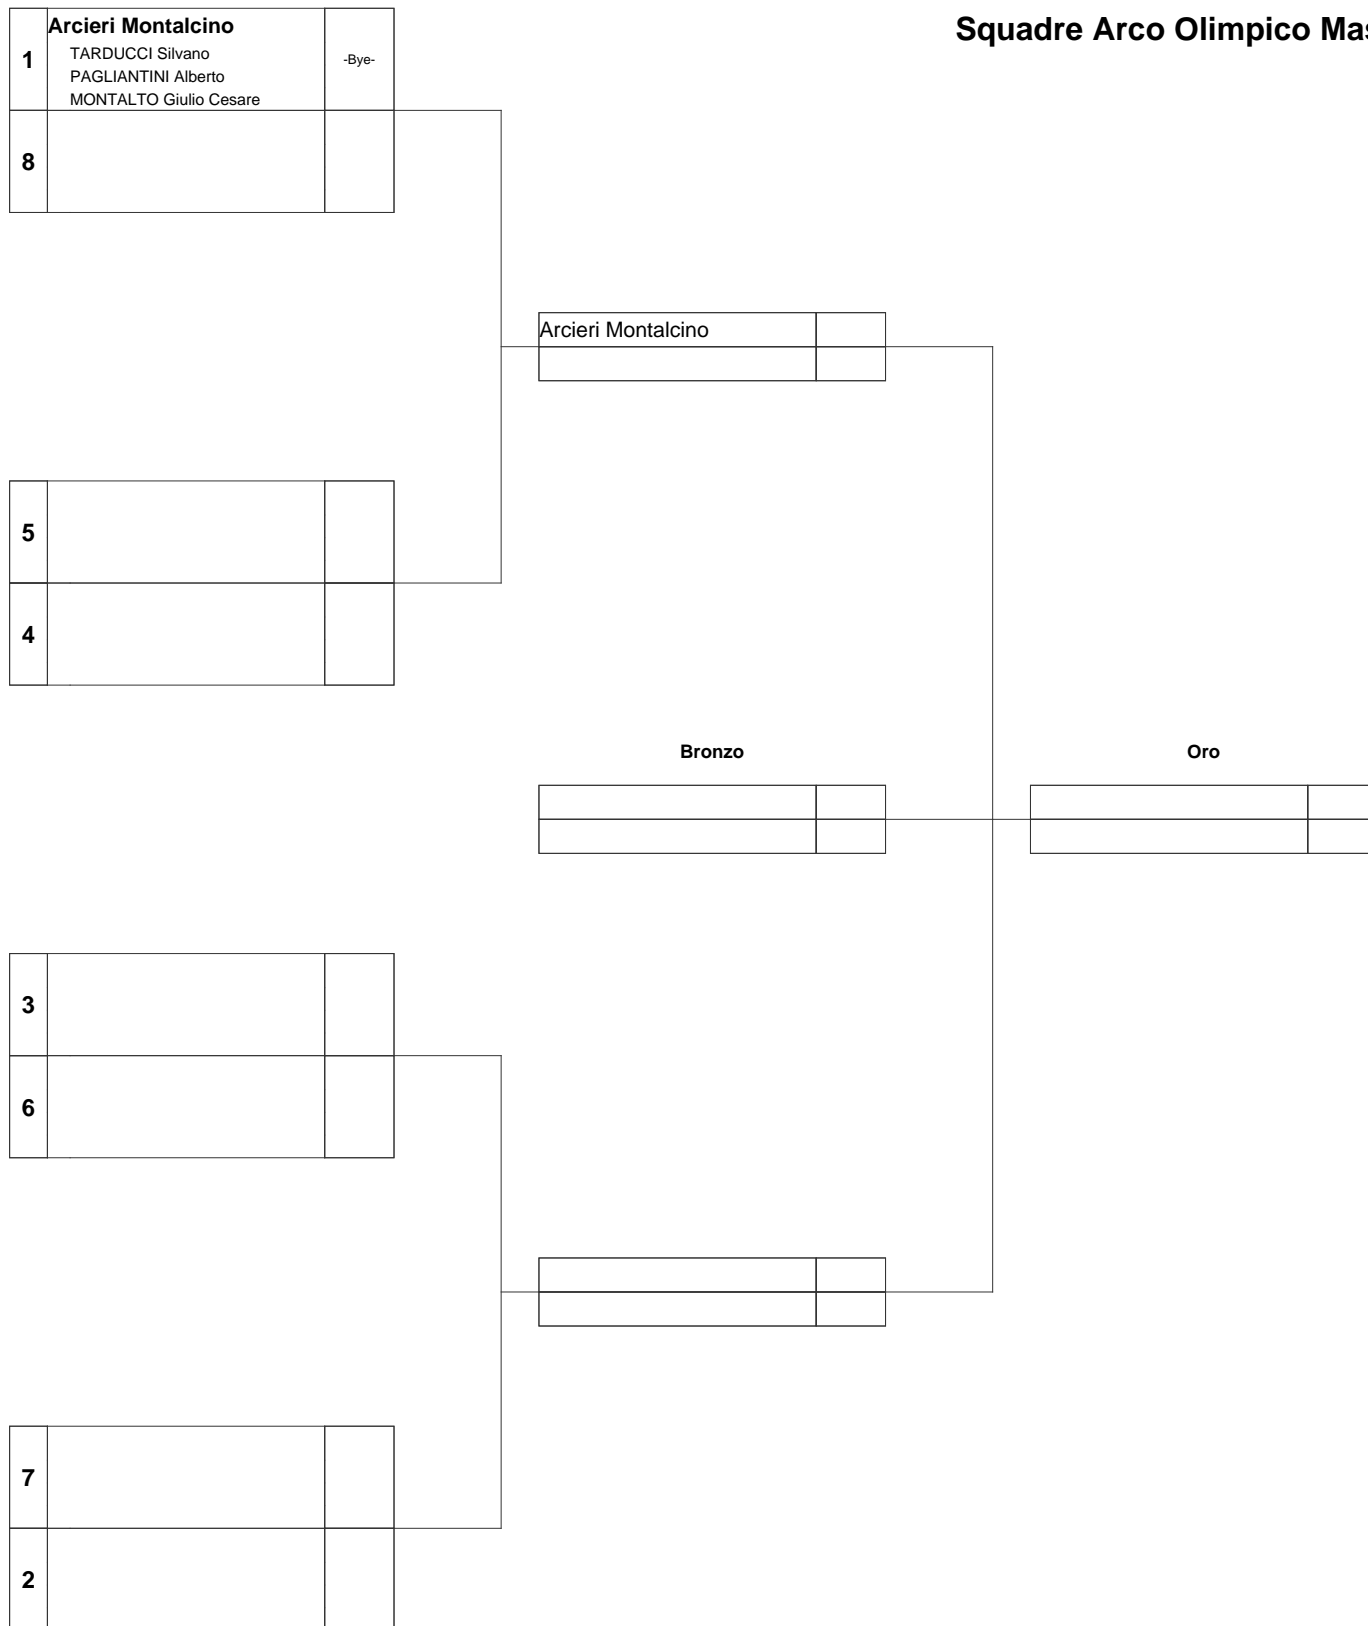 Squadre Arco Olimpico Mas
1
Arcieri Montalcino
TARDUCCI Silvano
PAGLIANTINI Alberto
MONTALTO Giulio Cesare
-Bye-
8
Arcieri Montalcino
5
4
Bronzo
Oro
3
6
7
2